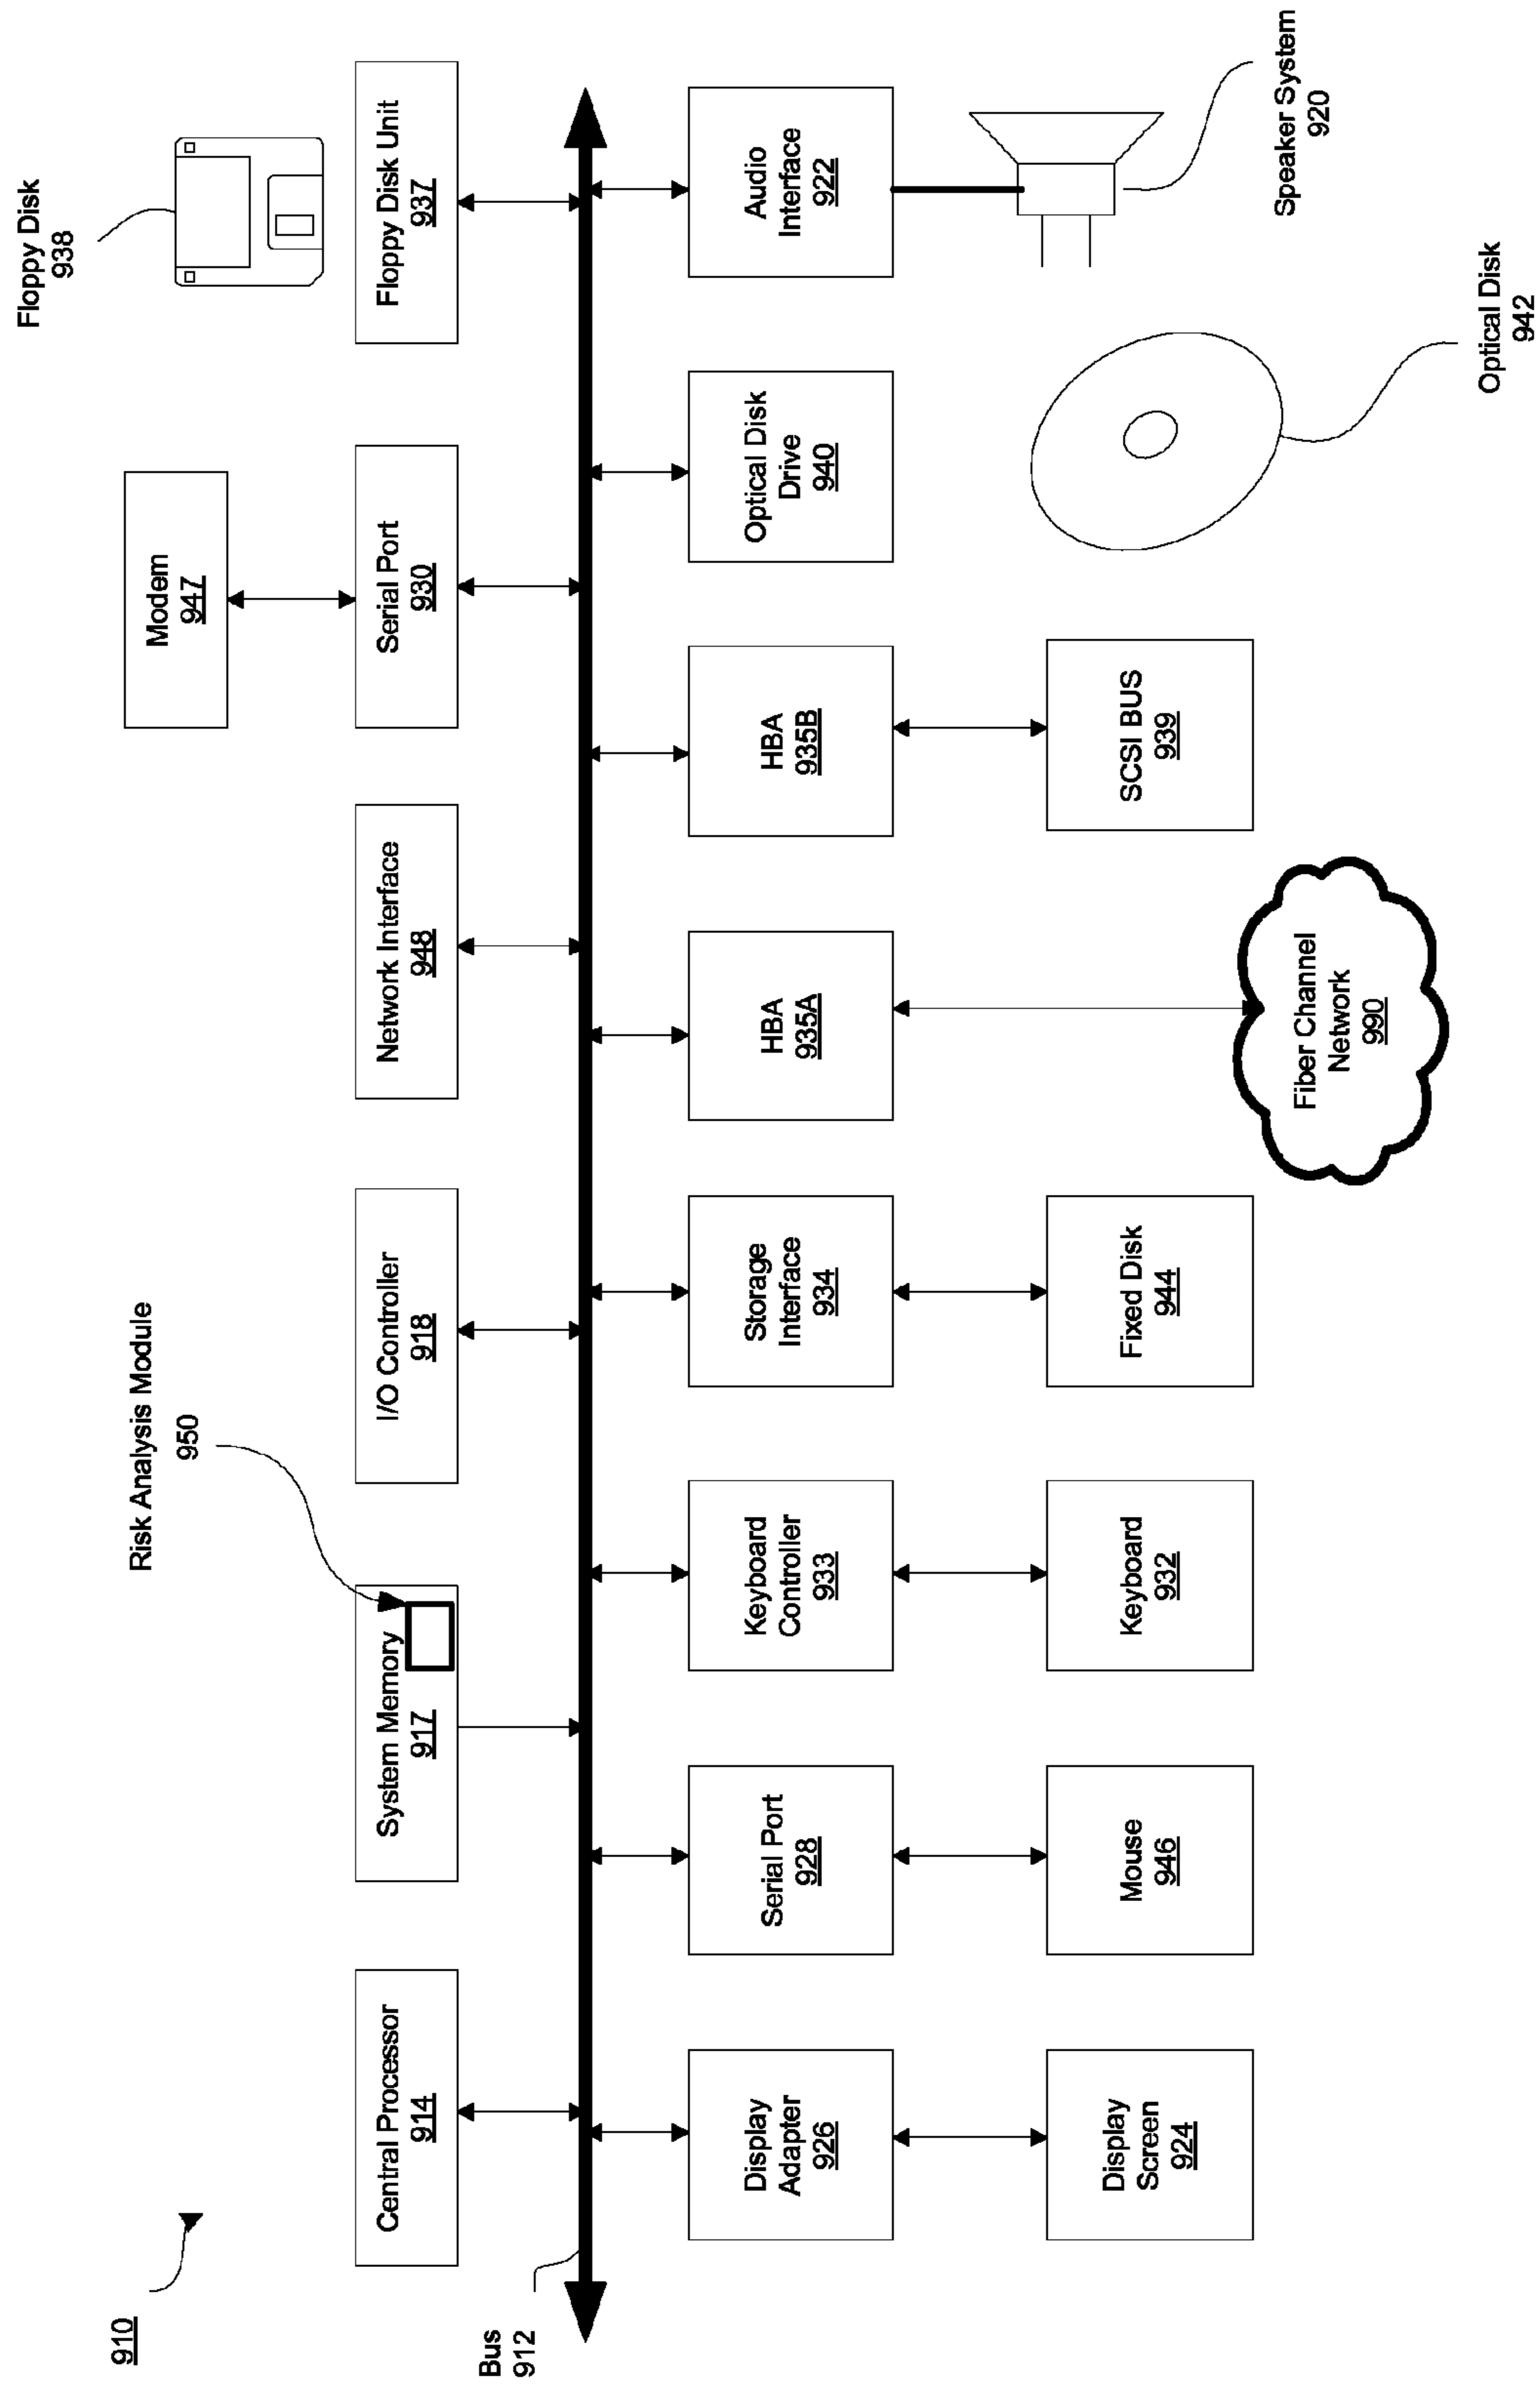 910
Risk Analysis Module
950
Modem
947
Floppy Disk
938
Central Processor
914
System Memory
917
I/O Controller
918
Network Interface
948
Serial Port
930
Floppy Disk Unit
937
Bus
912
Display
Adapter
926
Serial Port
928
Keyboard
Controller
933
Storage
Interface
934
HBA
935A
HBA
935B
Optical Disk
Drive
940
Audio
Interface
922
Display
Screen
924
Mouse
946
Keyboard
932
Fixed Disk
944
Fiber Channel
Network
990
SCSI BUS
939
Optical Disk
942
Speaker System
920